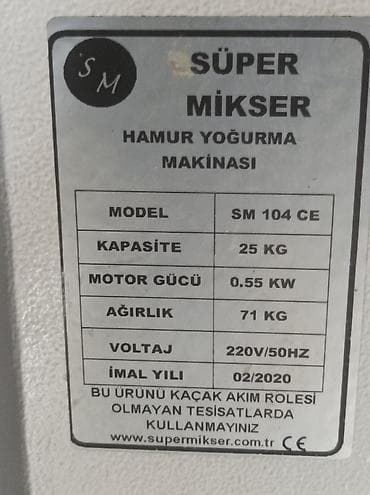 SM
SÜPER
MİKSER
HAMUR YOĞURMA
MAKİNASI
MODEL SM 104 CE
KAPASİTE 25 KG
MOTOR GÜCÜ 0.55 KW
AĞIRLIK 71 KG
VOLTAJ 220V/50HZ
İMAL YILI 02/2020
BU ÜRÜNÜ KAÇAK AKIM ROLESİ
OLMAYAN TESİSATLARDA
KULLANMAYINIZ
www.supermikser.com.tr CE